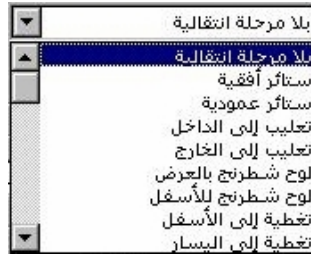 بلا مرحلة انتقالية
بلا مرحلة انتقالية
ستائر أفقية
ستائر عمودية
تعليب إلى الداخل
تعليب إلى الخارج
لوح شطرنج بالعرض
لوح شطرنج للأسفل
تغطية إلى الأسفل
تغطية إلى اليسار